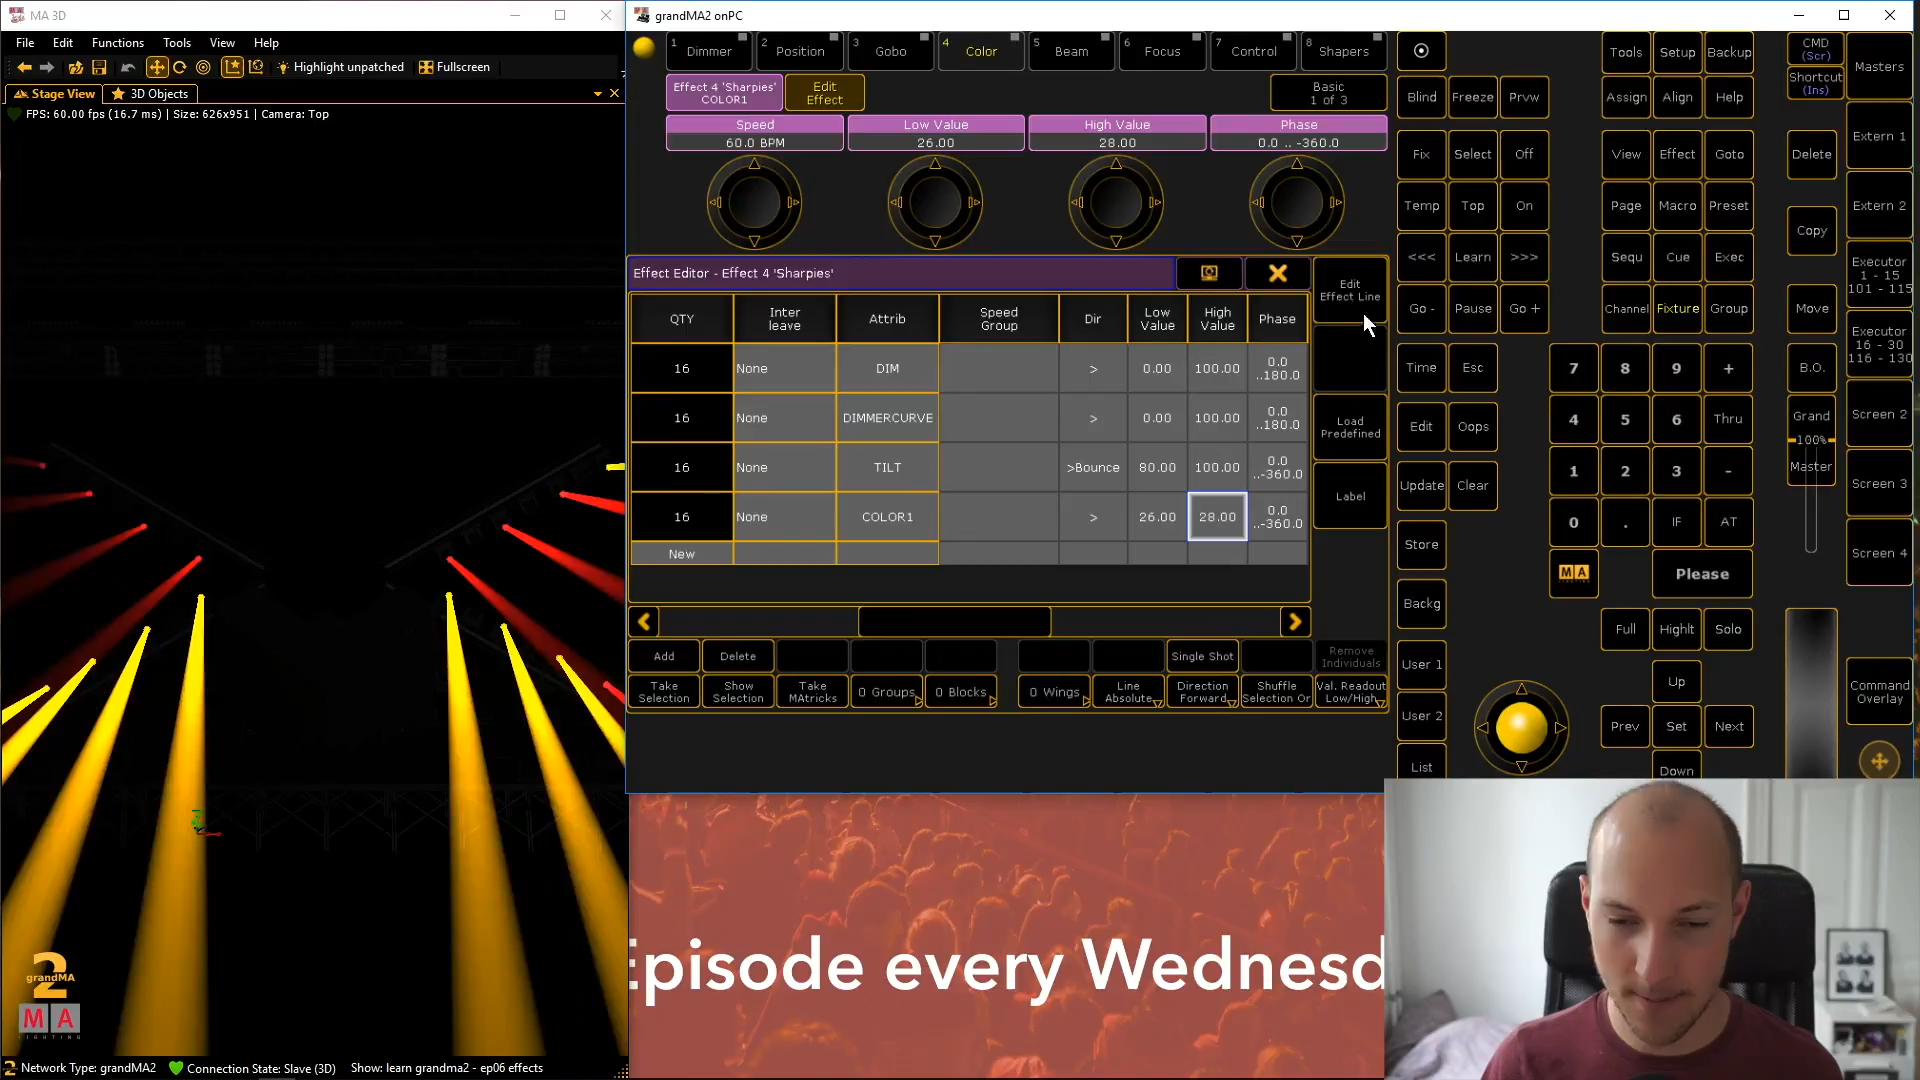 MA 3D
File Edit Functions Tools View Help
Highlight unpatched Fullscreen
Stage View 3D Objects
FPS: 60.00 fps (16.7 ms) | Size: 626x951 | Camera: Top
grandMA
MA
LIGHTING
Network Type: grandMA2 Connection State: Slave (3D) Show: learn grandma2 - ep06 effects
grandMA2 onPC
1 Dimmer 2 Position 3 Gobo 4 Color 5 Beam 6 Focus 7 Control 8 Shapers
Effect 4 'Sharpies' COLOR1
Edit Effect
Basic 1 of 3
Speed Low Value High Value Phase
60.0 BPM 26.00 28.00 0.0 .. -360.0
Effect Editor - Effect 4 'Sharpies'
QTY Inter leave Attrib Speed Group Dir Low Value High Value Phase
16 None DIM > 0.00 100.00 0.0 ..180.0
16 None DIMMERCURVE > 0.00 100.00 0.0 ..180.0
16 None TILT >Bounce 80.00 100.00 0.0 ..-360.0
16 None COLOR1 > 26.00 28.00 0.0 ..-360.0
New
Edit Effect Line
Load Predefined
Label
Add Delete Single Shot Remove Individuals
Take Selection Show Selection Take MAtricks 0 Groups 0 Blocks 0 Wings Line Absolute Direction Forward Shuffle Selection Or Val. Readout Low/High
Tools Setup Backup
Blind Freeze Prvw Assign Align Help
Fix Select Off View Effect Goto
Temp Top On Page Macro Preset
<<< Learn >>> Sequ Cue Exec
Go - Pause Go + Channel Fixture Group
Time Esc 7 8 9 +
Edit Oops 4 5 6 Thru
Update Clear 1 2 3 -
Store 0 . IF AT
MA Please
Backg
Full Highlt Solo
User 1
Up
User 2 Prev Set Next
List Down
CMD (Scr)
Shortcut (Ins)
Delete
Copy
Move
B.O.
Grand
100%
Master
Masters
Extern 1
Extern 2
Executor 1 - 15 101 - 115
Executor 16 - 30 116 - 130
Screen 2
Screen 3
Screen 4
Command Overlay
Episode every Wednesd